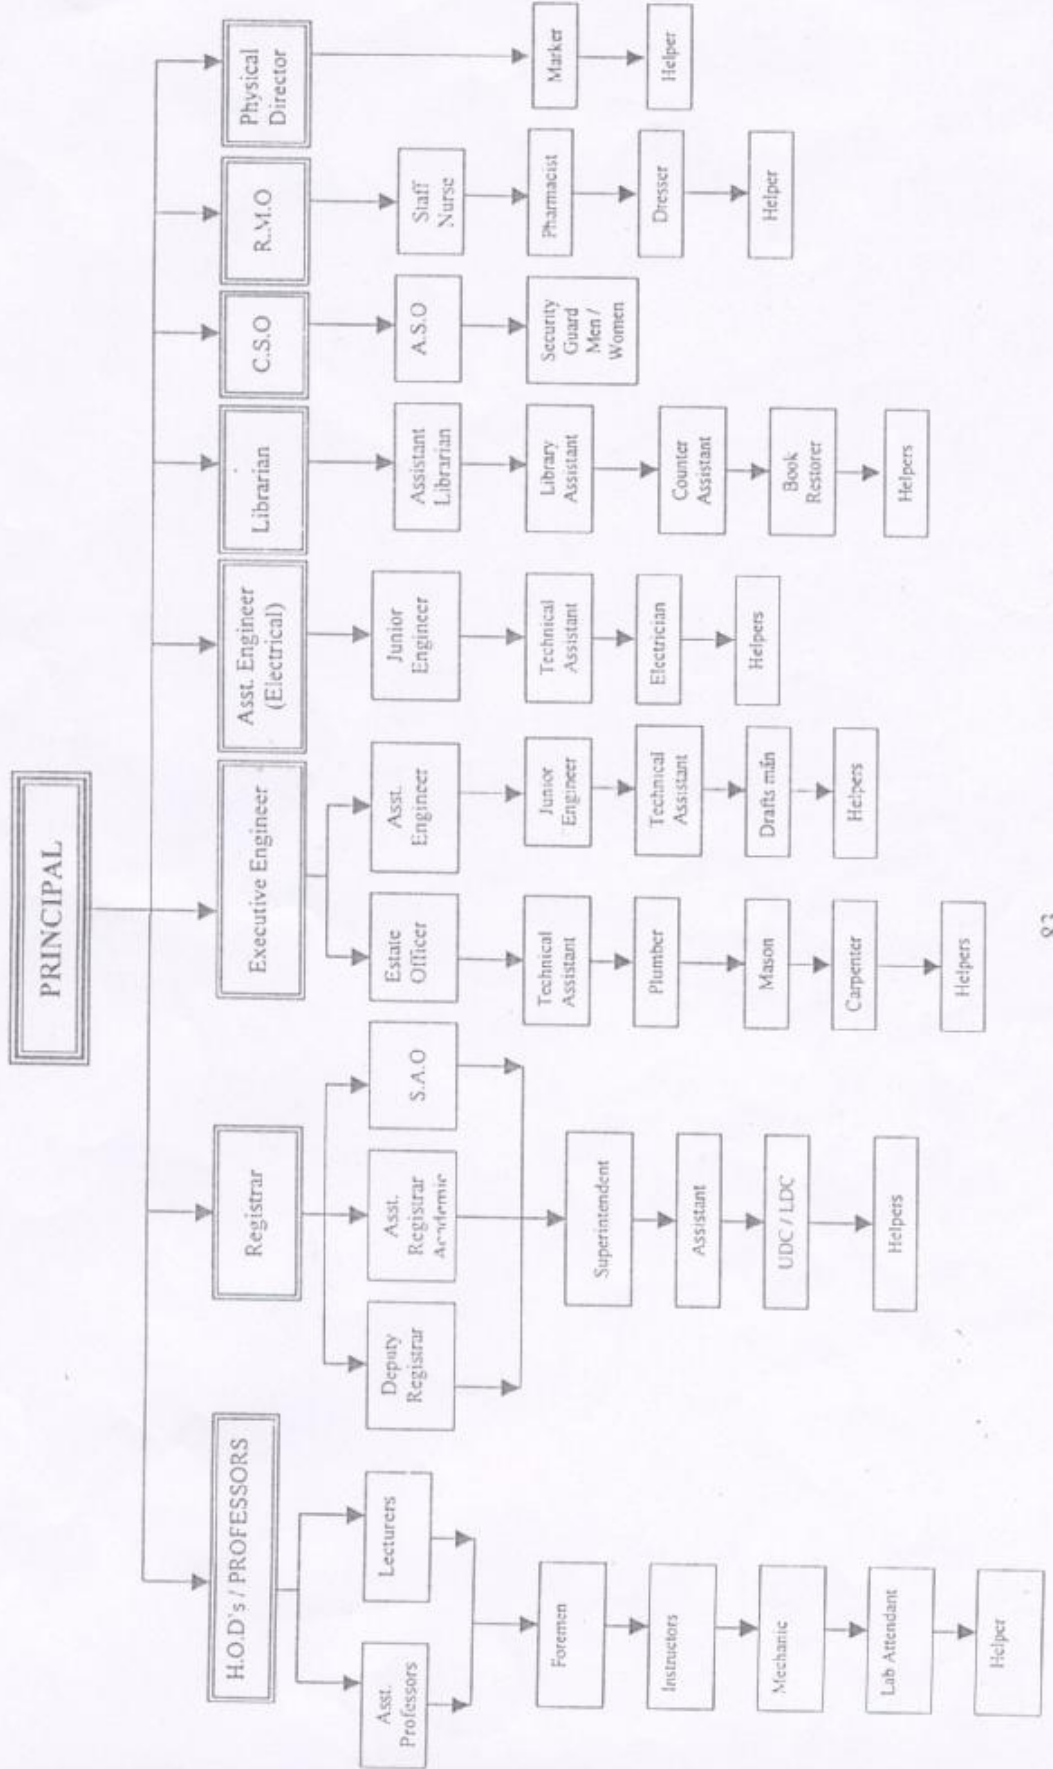 PRINCIPAL
H.O.D's / PROFESSORS
Registrar
Executive Engineer
Asst. Engineer
(Electrical)
Librarian
C.S.O
R.M.O
Physical
Director
Asst.
Professors
Lecturers
Deputy
Registrar
Asst.
Registrar
Academic
S.A.O
Estate
Officer
Asst.
Engineer
Junior
Engineer
Assistant
Librarian
A.S.O
Staff
Nurse
Foremen
Superintendent
Technical
Assistant
Junior
Engineer
Technical
Assistant
Library
Assistant
Security
Guard
Men /
Women
Pharmacist
Marker
Instructors
Assistant
Plumber
Technical
Assistant
Electrician
Counter
Assistant
Dresser
Helper
Mechanic
UDC / LDC
Mason
Drafts man
Helpers
Book
Restorer
Helper
Lab Attendant
Helpers
Carpenter
Helpers
Helpers
Helper
Helpers
83